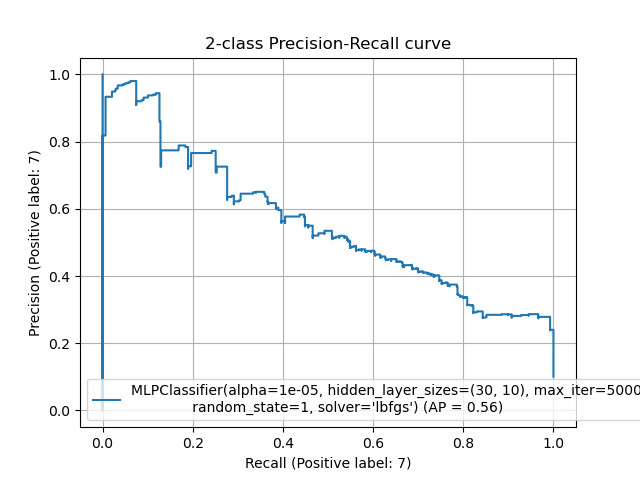 2-class Precision-Recall curve
Precision (Positive label: 7)
1.0
0.8
0.6
0.4
0.2
0.0
MLPClassifier(alpha=1e-05, hidden_layer_sizes=(30, 10), max_iter=5000
random_state=1, solver='lbfgs') (AP = 0.56)
0.0 0.2 0.4 0.6 0.8 1.0
Recall (Positive label: 7)